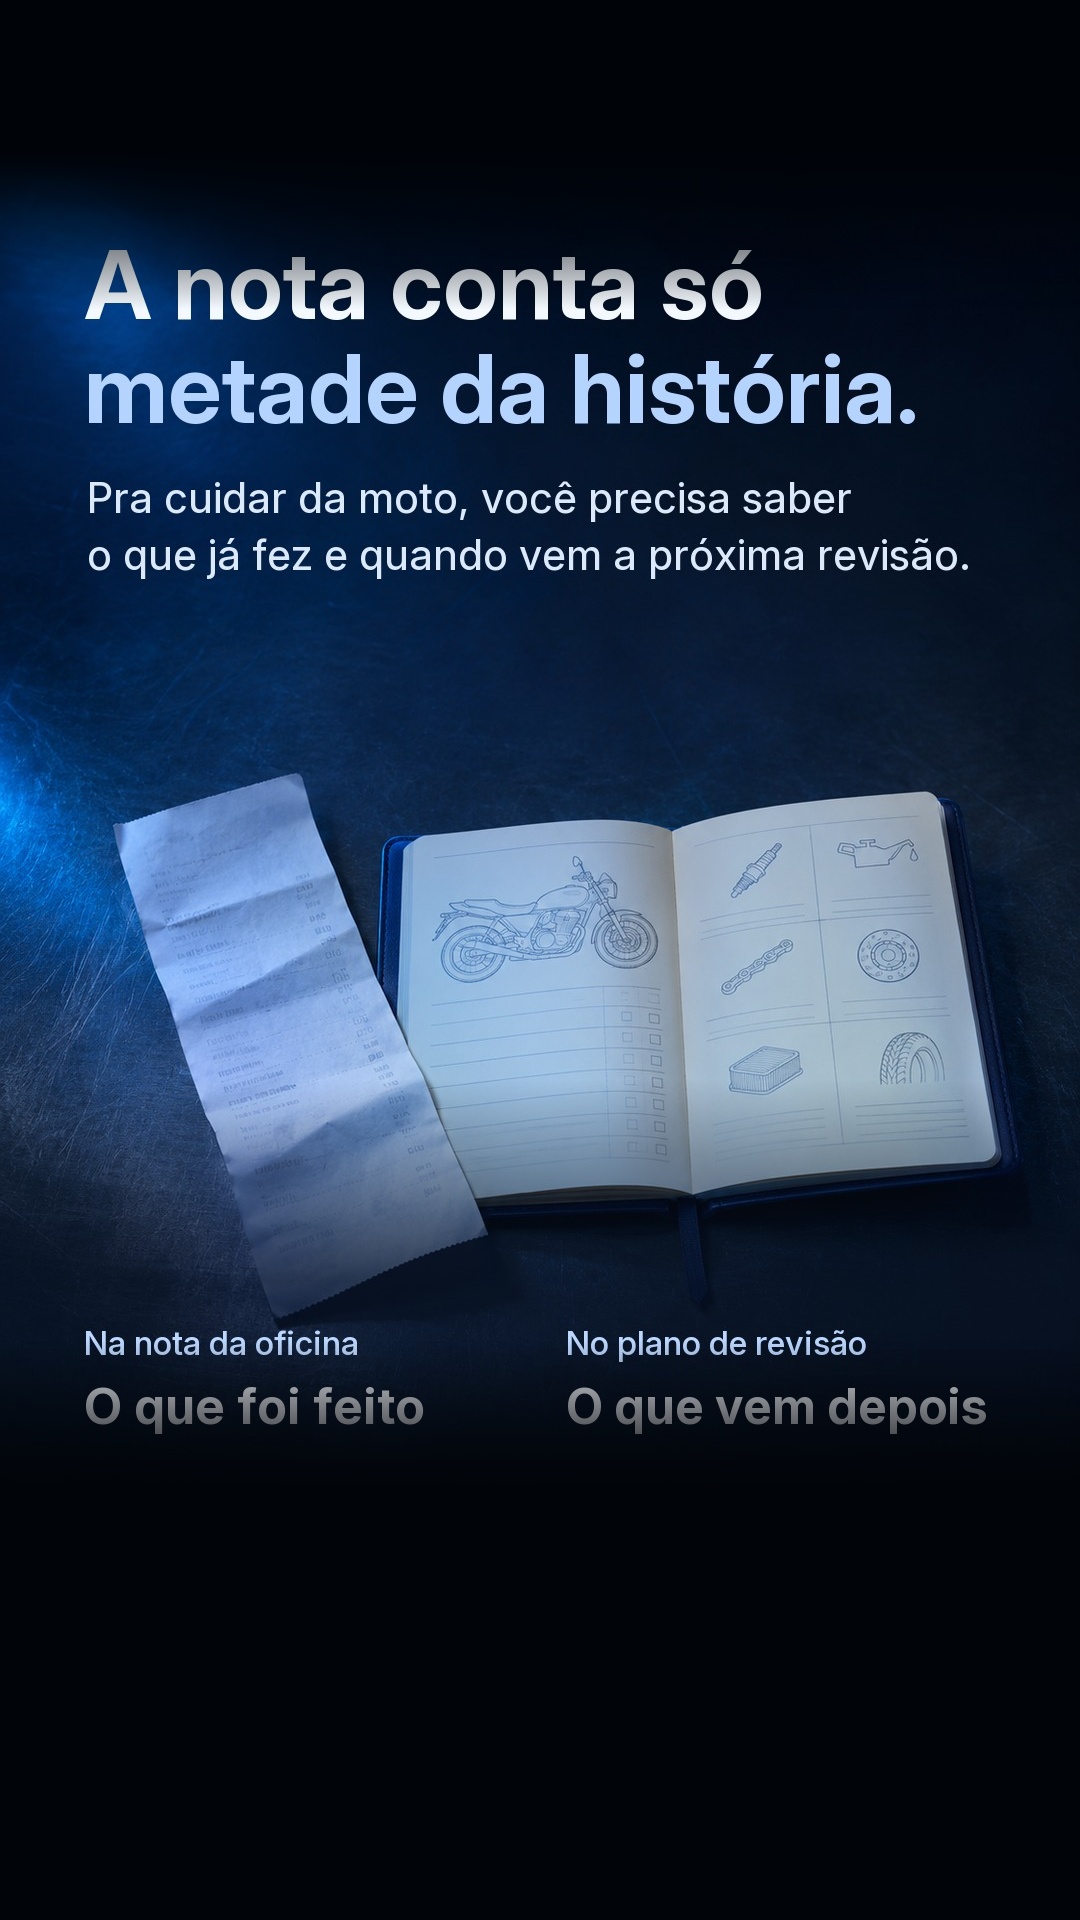 A nota conta só
metade da história.
Pra cuidar da moto, você precisa saber
o que já fez e quando vem a próxima revisão.
Na nota da oficina
O que foi feito
No plano de revisão
O que vem depois